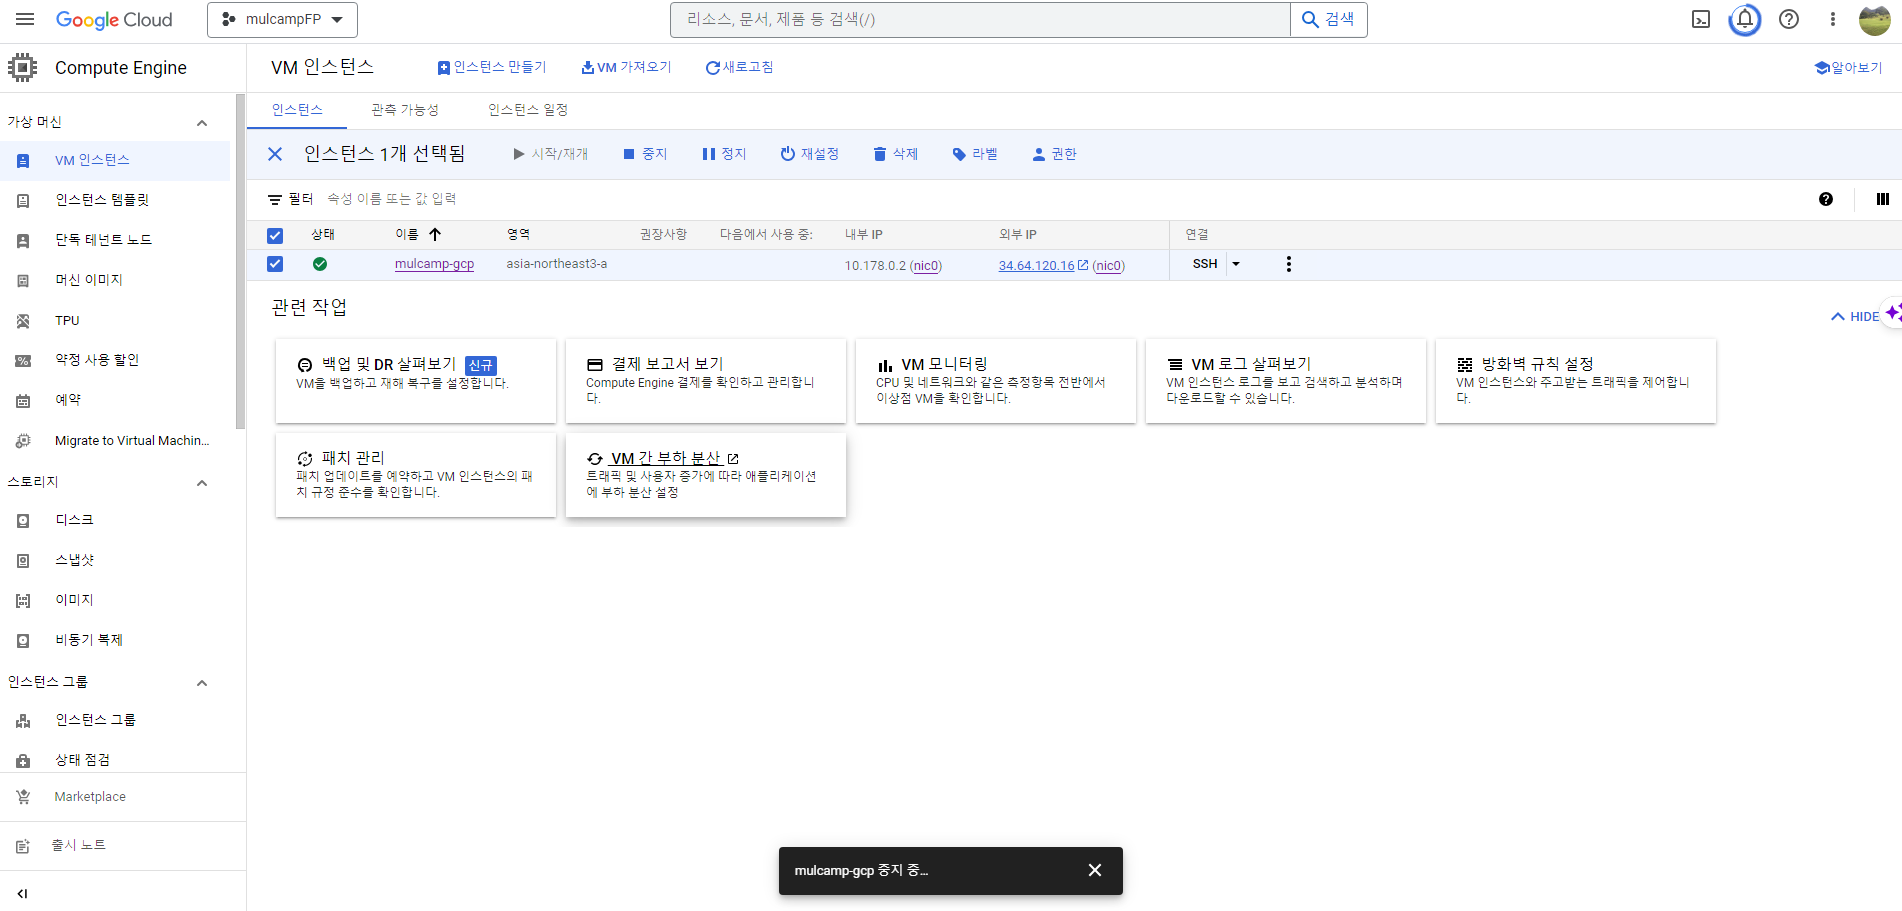 Google Cloud
mulcampFP
리소스, 문서, 제품 등 검색(/)
검색
Compute Engine
VM 인스턴스
인스턴스 만들기
VM 가져오기
새로고침
알아보기
가상 머신
VM 인스턴스
인스턴스 템플릿
단독 테넌트 노드
머신 이미지
TPU
약정 사용 할인
예약
Migrate to Virtual Machin...
스토리지
디스크
스냅샷
이미지
비동기 복제
인스턴스 그룹
인스턴스 그룹
상태 점검
Marketplace
출시 노트
인스턴스
관측 가능성
인스턴스 일정
인스턴스 1개 선택됨
시작/재개
중지
정지
재설정
삭제
라벨
권한
필터
속성 이름 또는 값 입력
상태
이름
영역
권장사항
다음에서 사용 중:
내부 IP
외부 IP
연결
mulcamp-gcp
asia-northeast3-a
10.178.0.2 (nic0)
34.64.120.16 (nic0)
SSH
관련 작업
HIDE
백업 및 DR 살펴보기 신규
VM을 백업하고 재해 복구를 설정합니다.
결제 보고서 보기
Compute Engine 결제를 확인하고 관리합니
다.
VM 모니터링
CPU 및 네트워크와 같은 측정항목 전반에서
이상점 VM을 확인합니다.
VM 로그 살펴보기
VM 인스턴스 로그를 보고 검색하고 분석하며
다운로드할 수 있습니다.
방화벽 규칙 설정
VM 인스턴스와 주고받는 트래픽을 제어합니
다.
패치 관리
패치 업데이트를 예약하고 VM 인스턴스의 패
치 규정 준수를 확인합니다.
VM 간 부하 분산
트래픽 및 사용자 증가에 따라 애플리케이션
에 부하 분산 설정
mulcamp-gcp 중지 중...